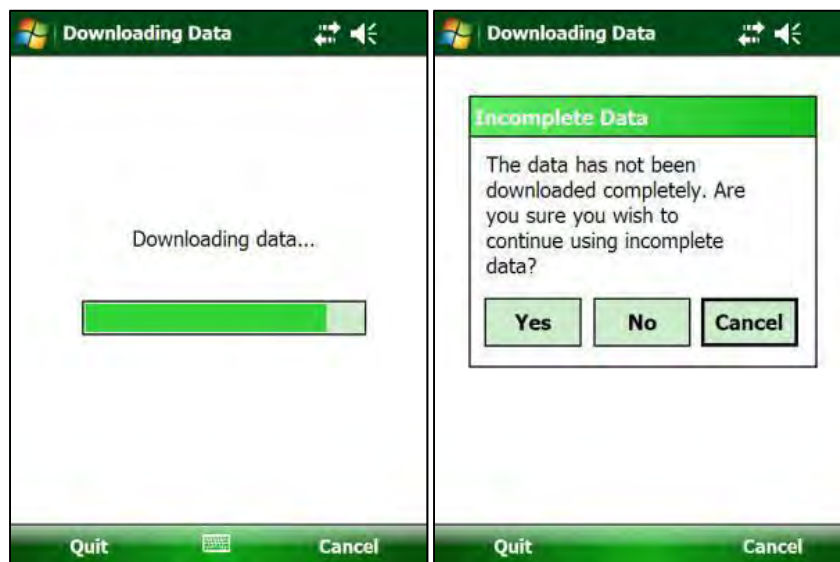 Downloading Data
Downloading data...
Quit
Cancel
Downloading Data
Incomplete Data
The data has not been
downloaded completely. Are
you sure you wish to
continue using incomplete
data?
Yes No Cancel
Quit Cancel